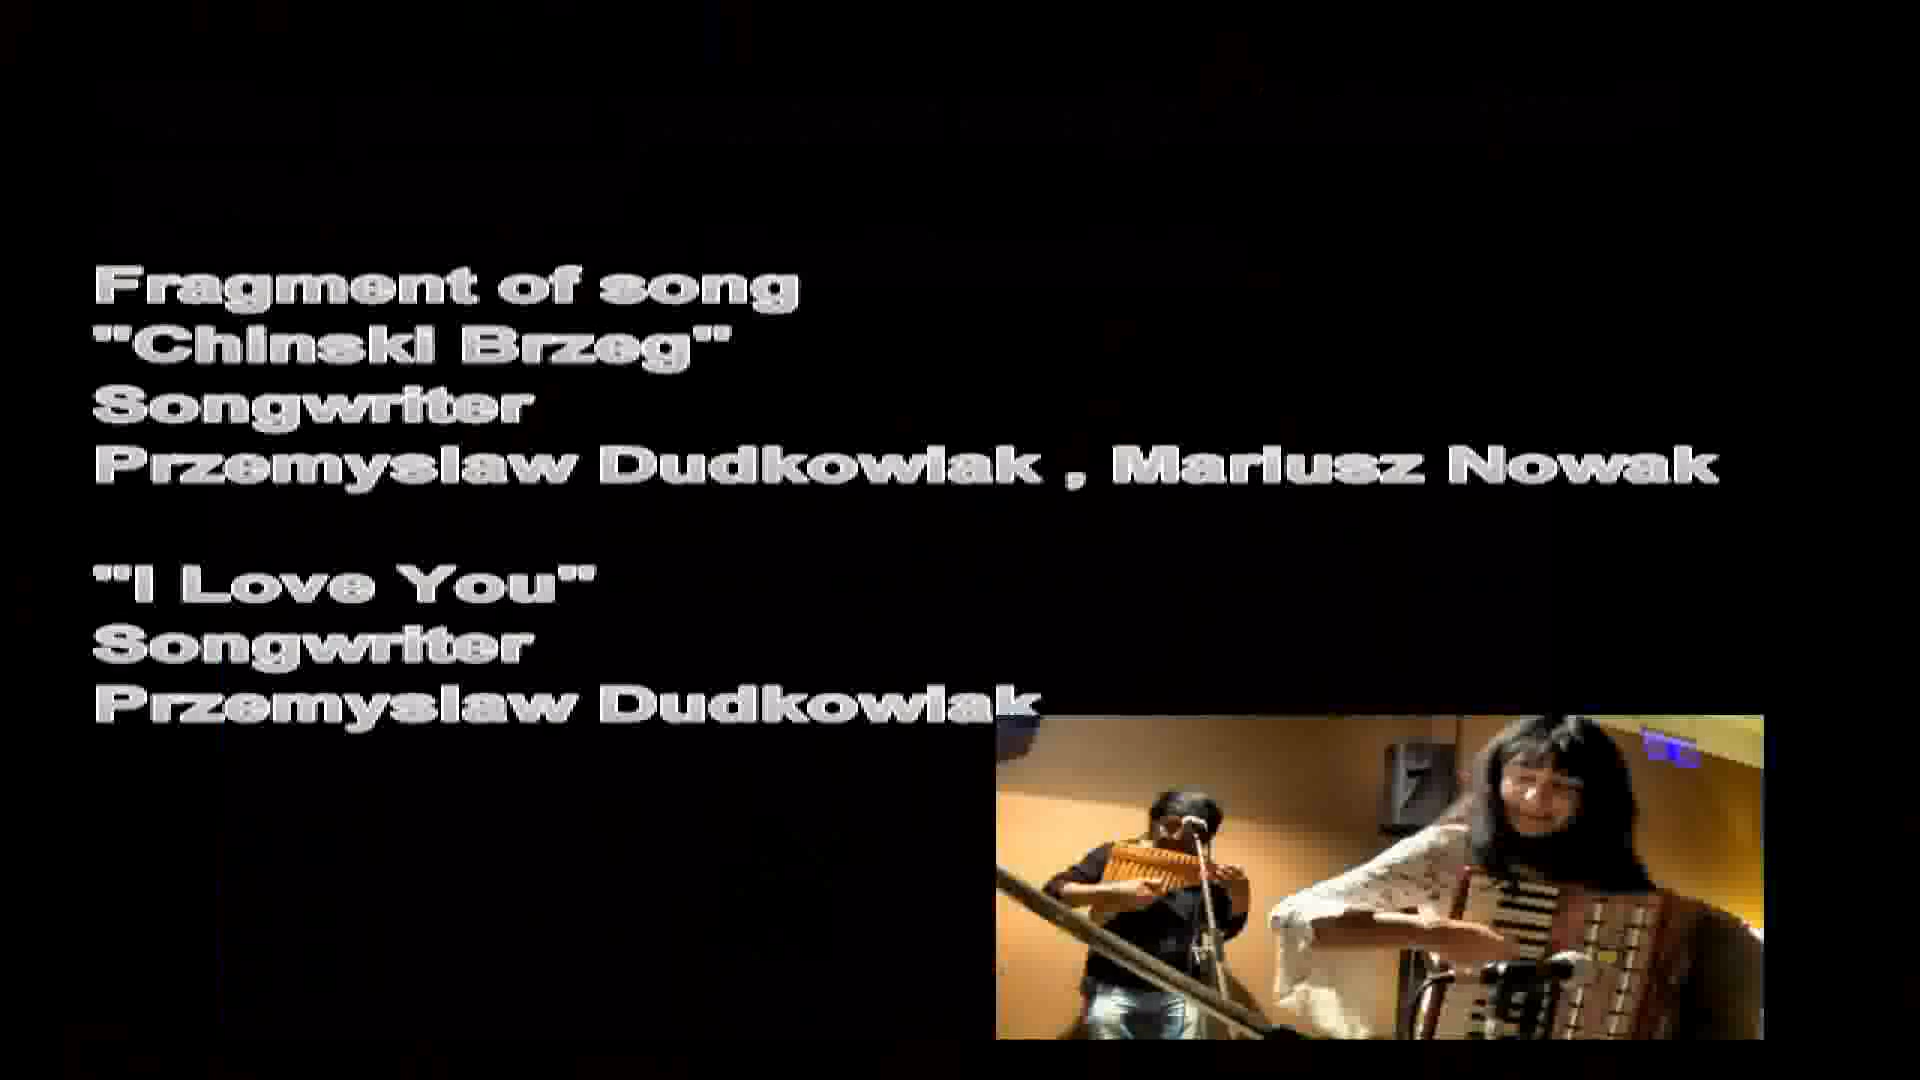 Fragment of song
"Chinski Brzeg"
Songwriter
Przemyslaw Dudkowiak , Mariusz Nowak
"I Love You"
Songwriter
Przemyslaw Dudkowiak